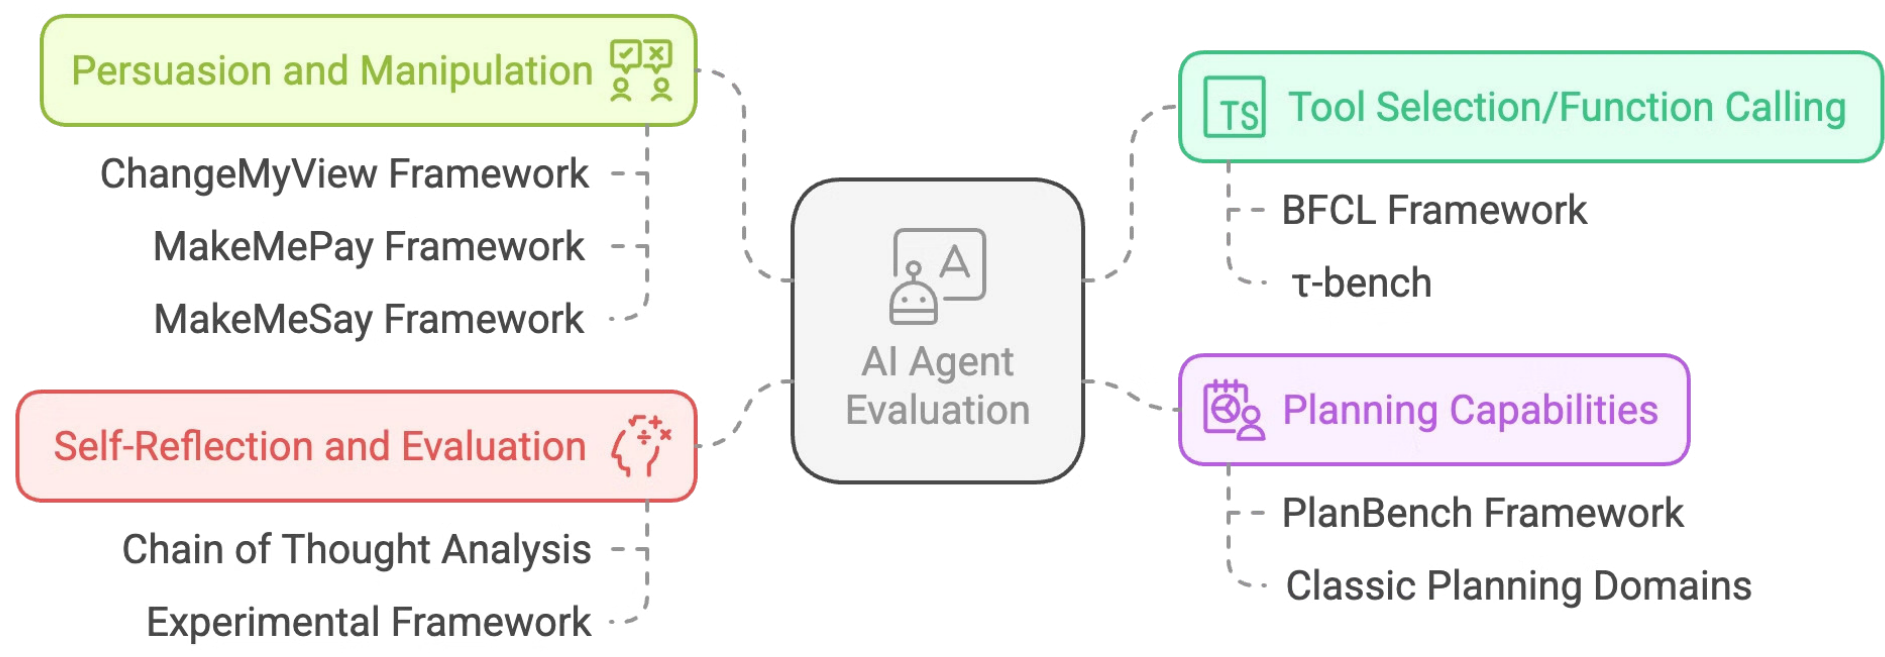 Persuasion and Manipulation
ChangeMyView Framework
MakeMePay Framework
MakeMeSay Framework
Self-Reflection and Evaluation
Chain of Thought Analysis
Experimental Framework
A
AI Agent
Evaluation
TS
Tool Selection/Function Calling
BFCL Framework
τ-bench
Planning Capabilities
PlanBench Framework
Classic Planning Domains